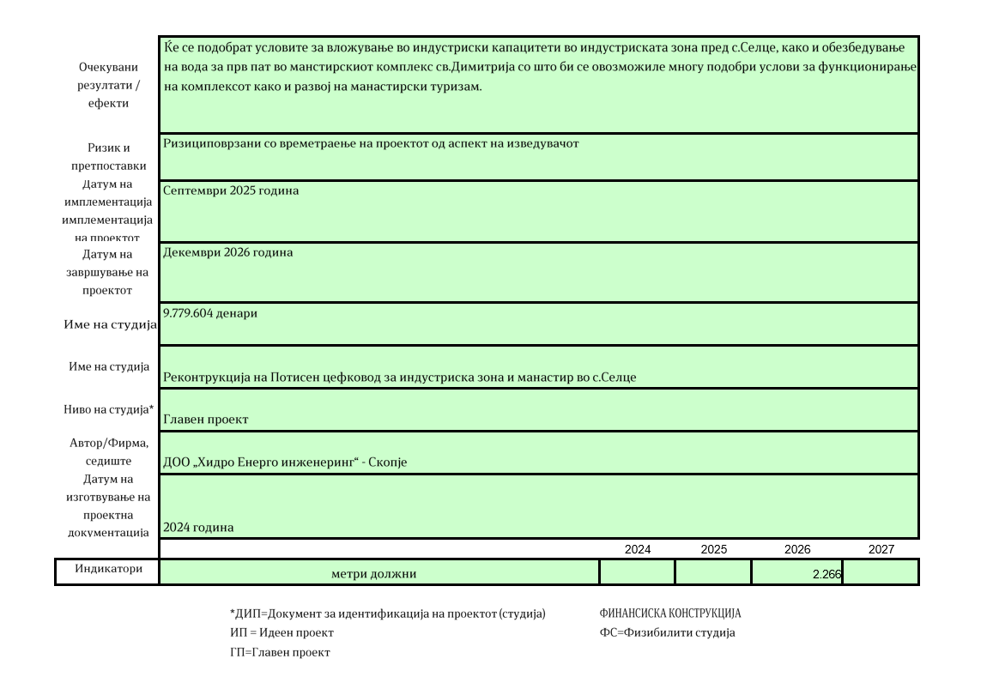 Очекувани
резултати /
ефекти
Ќе се подобрат условите за вложување во индустриски капацитети во индустриската зона пред с.Селце, како и обезбедување
на вода за прв пат во манстирскиот комплекс св.Димитрија со што би се овозможиле многу подобри услови за функционирање
на комплексот како и развој на манастирски туризам.
Ризик и
претпоставки
Ризициповрзани со времетраење на проектот од аспект на изведувачот
Датум на
имплементација
имплементација
на проектот
Септември 2025 година
Датум на
завршување на
проектот
Декември 2026 година
Име на студија
9.779.604 денари
Име на студија
Реконтрукција на Потисен цефковод за индустриска зона и манастир во с.Селце
Ниво на студија*
Главен проект
Автор/Фирма,
седиште
ДОО „Хидро Енерго инженеринг“ - Скопје
Датум на
изготвување на
проектна
документација
2024 година
2024 2025 2026 2027
Индикатори метри должни 2.266
*ДИП=Документ за идентификација на проектот (студија) ФИНАНСИСКА КОНСТРУКЦИЈА
ИП = Идеен проект ФС=Физибилити студија
ГП=Главен проект